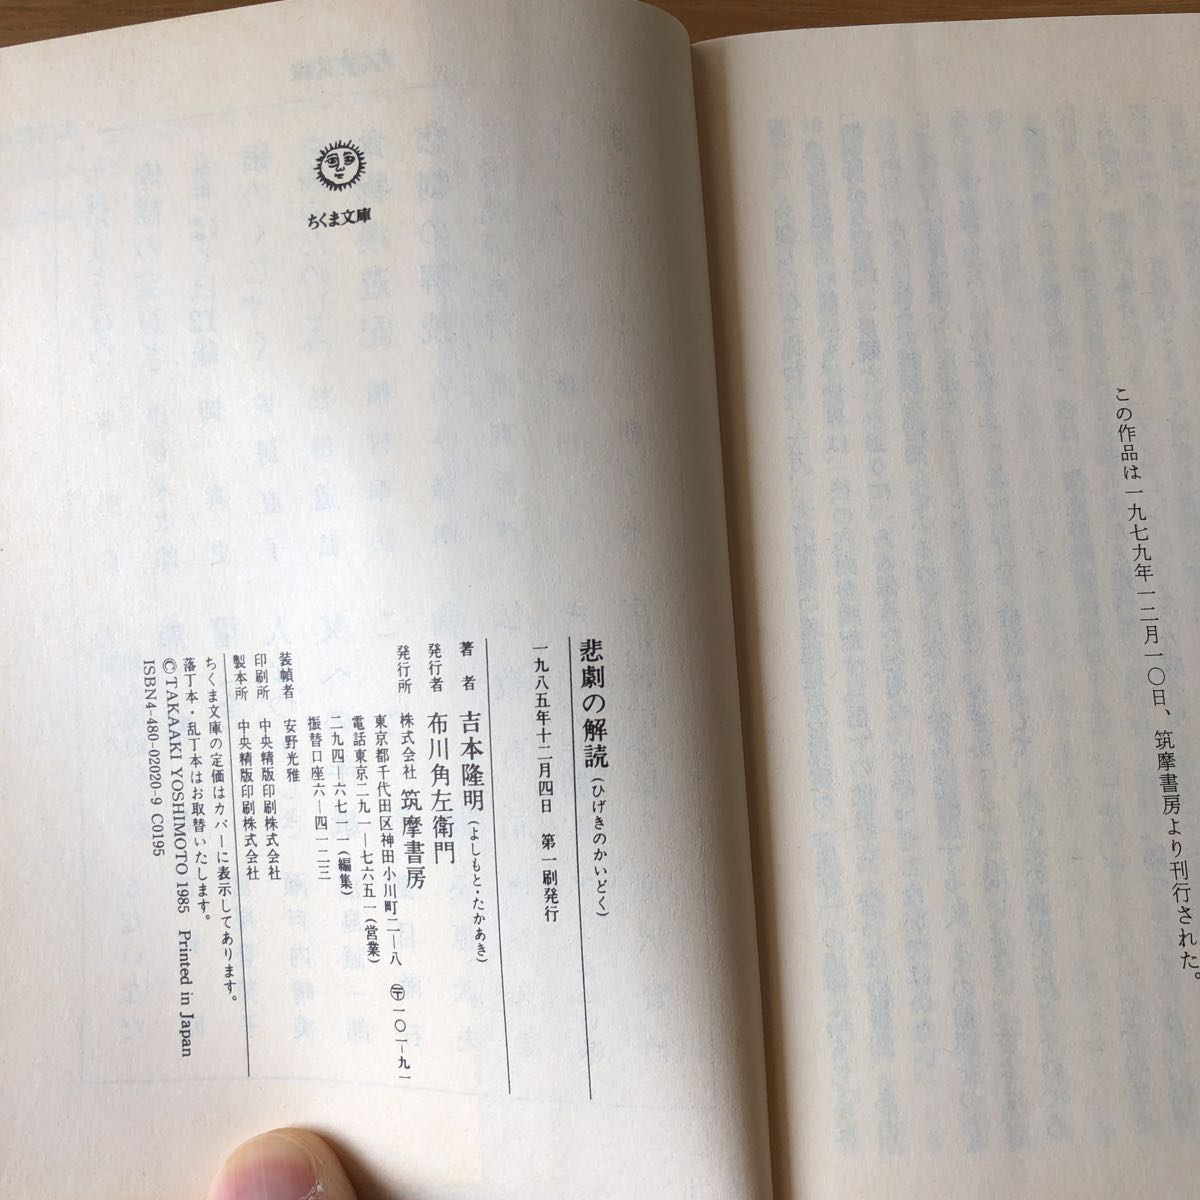 この作品は一九七九年一二月一〇日、筑摩書房より刊行された。
ちくま文庫
悲劇の解読(ひげきのかいどく)
一九八五年十二月四日 第一刷発行
著者 吉本隆明(よしもと・たかあき)
発行者 布川角左衛門
発行所 株式会社 筑摩書房
東京都千代田区神田小川町二ー八 〒一〇一ー九一
電話東京二九一ー七六五一(営業)
二九四ー六七一一(編集)
振替口座六ー四一二三
装幀者 安野光雅
印刷所 中央精版印刷株式会社
製本所 中央精版印刷株式会社
ちくま文庫の定価はカバーに表示してあります。
落丁本・乱丁本はお取替いたします。
©TAKAAKI YOSHIMOTO 1985 Printed in Japan
ISBN4-480-02020-9 C0195